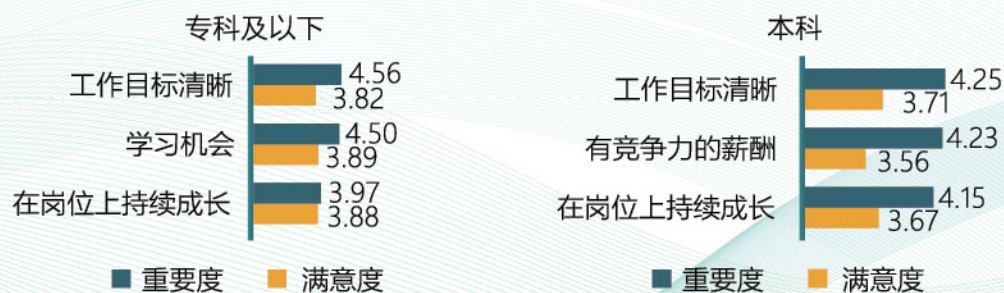 专科及以下
工作目标清晰 4.56
3.82
学习机会 4.50
3.89
在岗位上持续成长 3.97
3.88
重要度 满意度
本科
工作目标清晰 4.25
3.71
有竞争力的薪酬 4.23
3.56
在岗位上持续成长 4.15
3.67
重要度 满意度